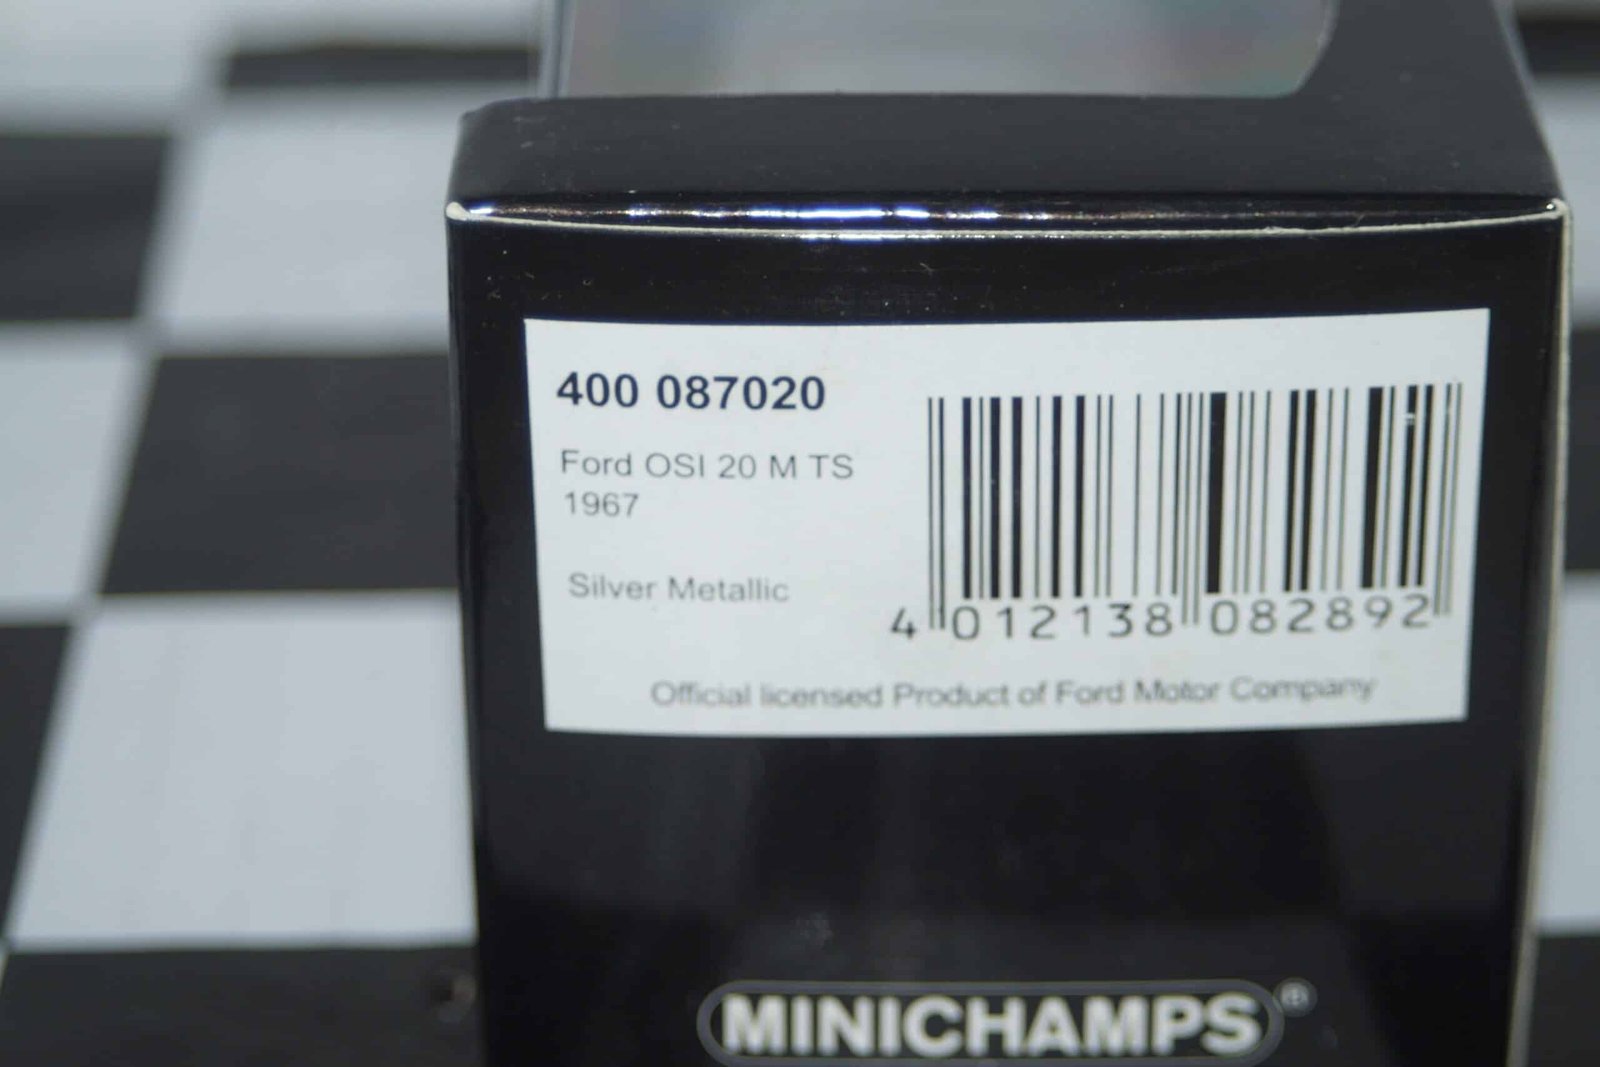 400 087020
Ford OSI 20 M TS
1967
Silver Metallic
4 012138 082892
Official licensed Product of Ford Motor Company
MINICHAMPS®